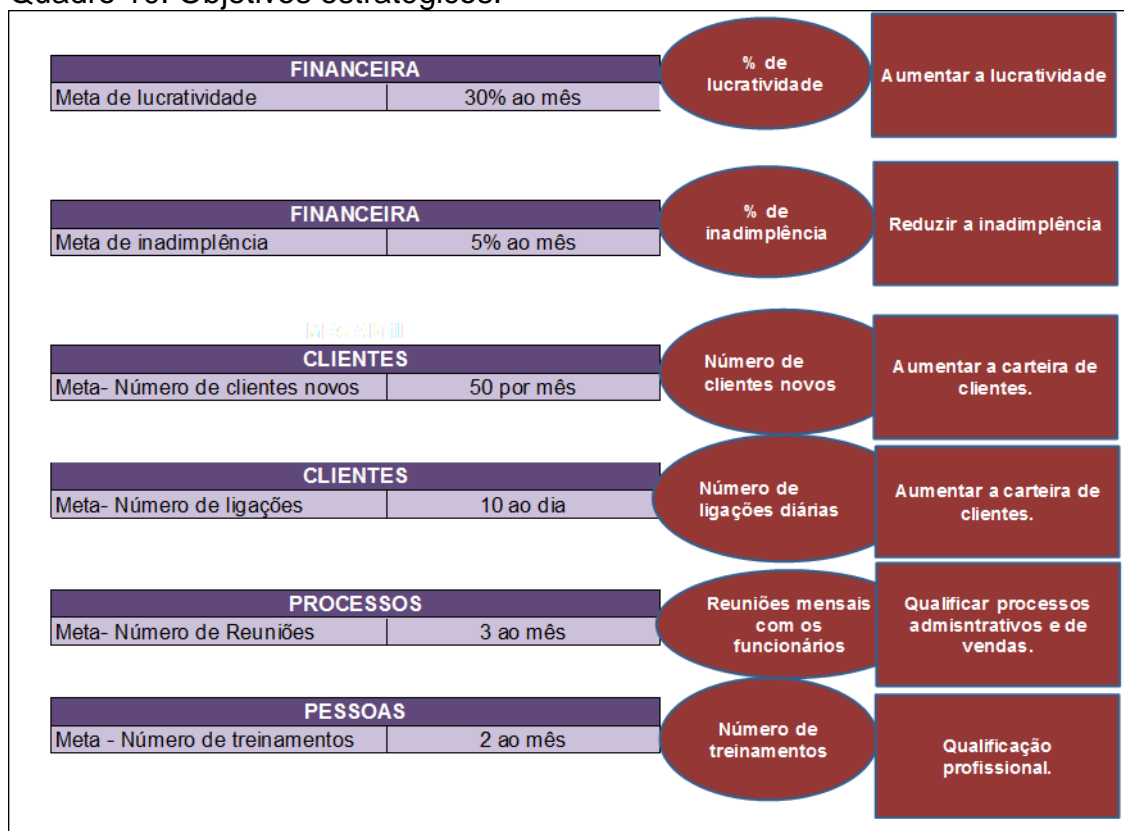 Quadro 10: Objetivos estratégicos.
FINANCEIRA
Meta de lucratividade 30% ao mês
% de
lucratividade
Aumentar a lucratividade
FINANCEIRA
Meta de inadimplência 5% ao mês
% de
inadimplência
Reduzir a inadimplência
CLIENTES
Meta- Número de clientes novos 50 por mês
Número de
clientes novos
Aumentar a carteira de
clientes.
CLIENTES
Meta- Número de ligações 10 ao dia
Número de
ligações diárias
Aumentar a carteira de
clientes.
PROCESSOS
Meta- Número de Reuniões 3 ao mês
Reuniões mensais
com os
funcionários
Qualificar processos
admisntrativos e de
vendas.
PESSOAS
Meta - Número de treinamentos 2 ao mês
Número de
treinamentos
Qualificação
profissional.